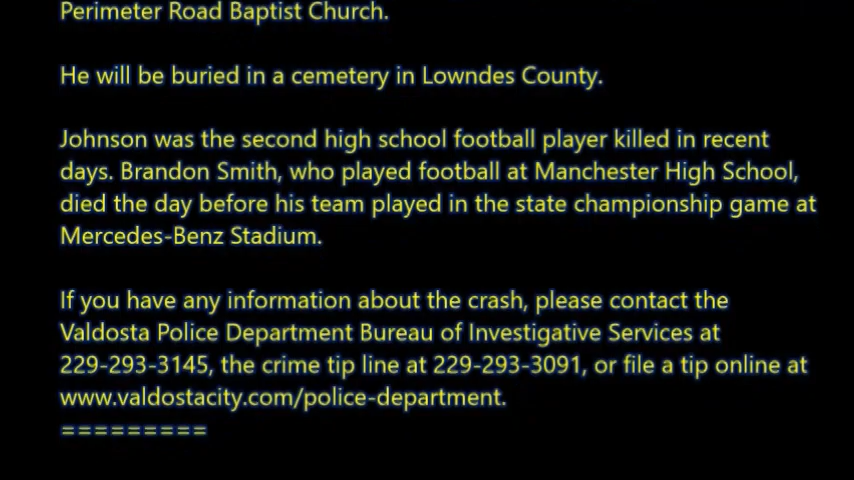 Perimeter Road Baptist Church.
He will be buried in a cemetery in Lowndes County.
Johnson was the second high school football player killed in recent
days. Brandon Smith, who played football at Manchester High School,
died the day before his team played in the state championship game at
Mercedes-Benz Stadium.
If you have any information about the crash, please contact the
Valdosta Police Department Bureau of Investigative Services at
229-293-3145, the crime tip line at 229-293-3091, or file a tip online at
www.valdostacity.com/police-department.
=========